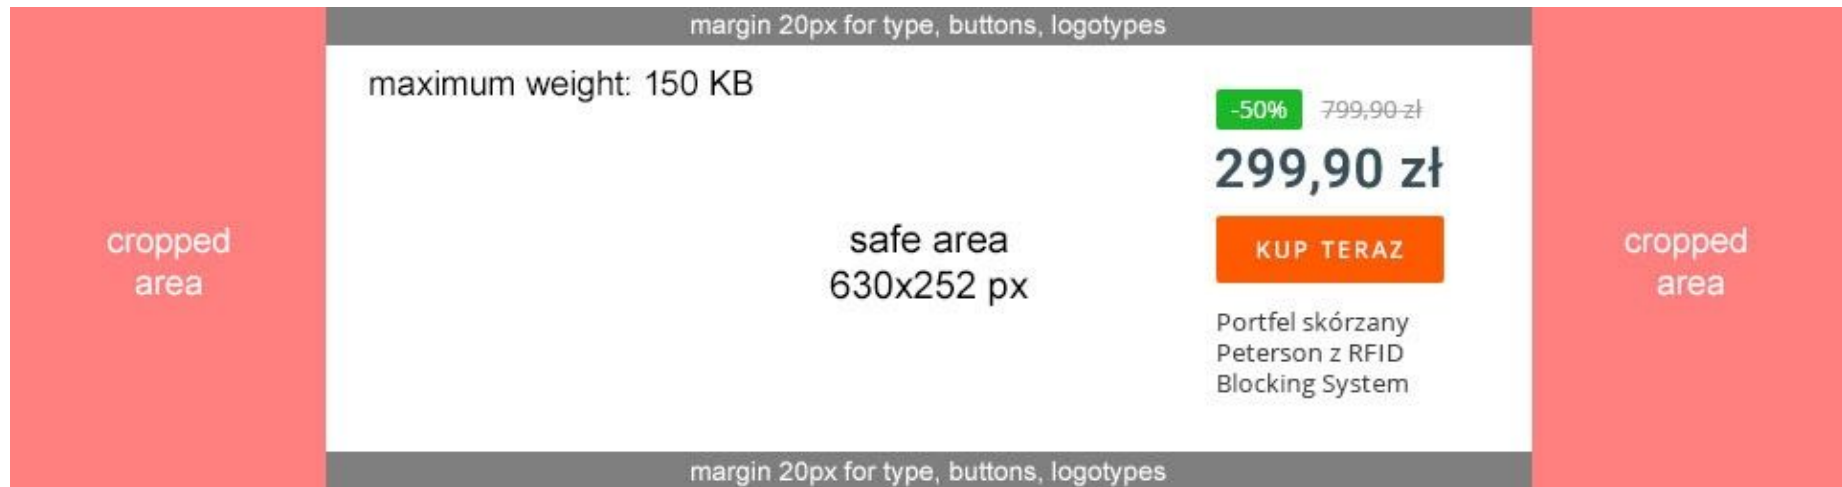 margin 20px for type, buttons, logotypes
maximum weight: 150 KB
-50% 799,90 zł
299,90 zł
cropped
area
safe area
630x252 px
KUP TERAZ
cropped
area
Portfel skórzany
Peterson z RFID
Blocking System
margin 20px for type, buttons, logotypes